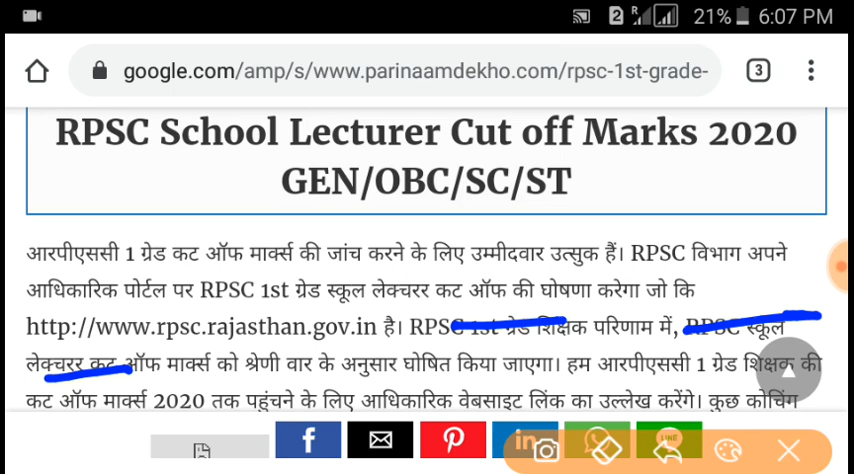 21% 6:07 PM
google.com/amp/s/www.parinaamdekho.com/rpsc-1st-grade-
3
RPSC School Lecturer Cut off Marks 2020
GEN/OBC/SC/ST
आरपीएससी 1 ग्रेड कट ऑफ मार्क्स की जांच करने के लिए उम्मीदवार उत्सुक हैं। RPSC विभाग अपने
आधिकारिक पोर्टल पर RPSC 1st ग्रेड स्कूल लेक्चरर कट ऑफ की घोषणा करेगा जो कि
http://www.rpsc.rajasthan.gov.in है। RPSC 1st ग्रेड शिक्षक परिणाम में, RPSC स्कूल
लेक्चरर कट ऑफ मार्क्स को श्रेणी वार के अनुसार घोषित किया जाएगा। हम आरपीएससी 1 ग्रेड शिक्षक की
कट ऑफ मार्क्स 2020 तक पहुंचने के लिए आधिकारिक वेबसाइट लिंक का उल्लेख करेंगे। कुछ कोचिंग
LINE